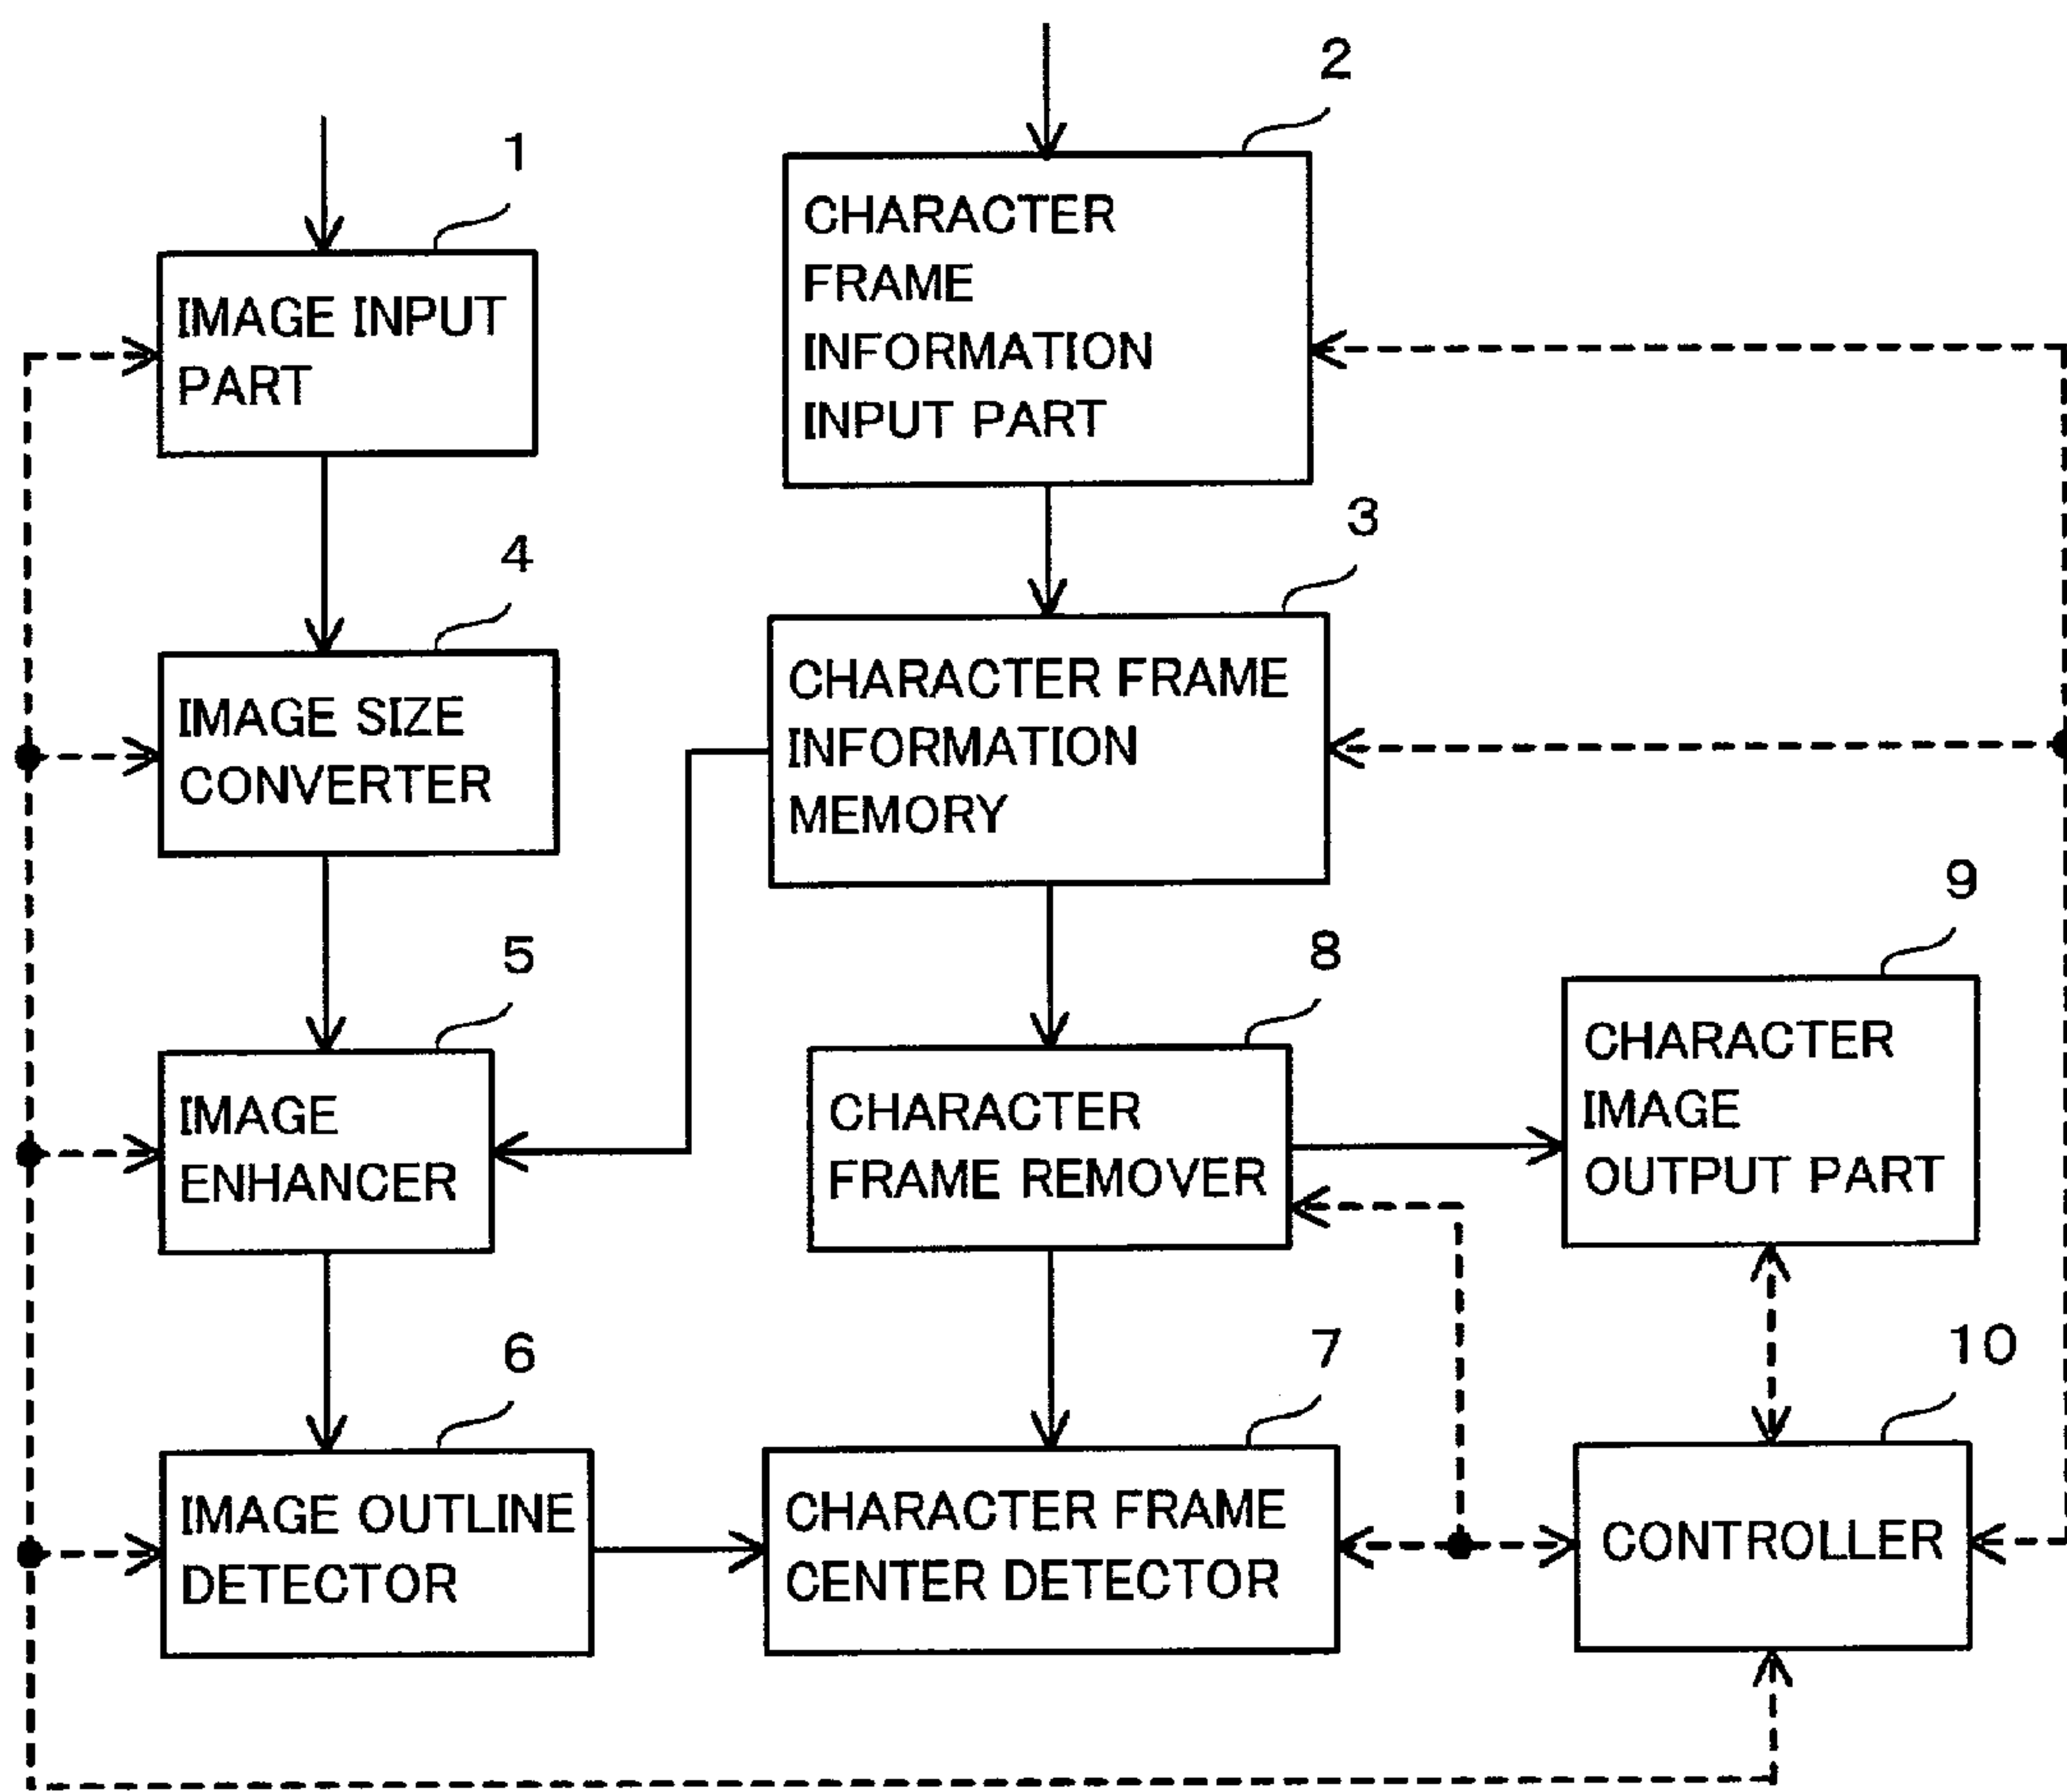 1
IMAGE INPUT
PART
2
CHARACTER
FRAME
INFORMATION
INPUT PART
3
CHARACTER FRAME
INFORMATION
MEMORY
4
IMAGE SIZE
CONVERTER
5
IMAGE
ENHANCER
8
CHARACTER
FRAME REMOVER
9
CHARACTER
IMAGE
OUTPUT PART
6
IMAGE OUTLINE
DETECTOR
7
CHARACTER FRAME
CENTER DETECTOR
10
CONTROLLER